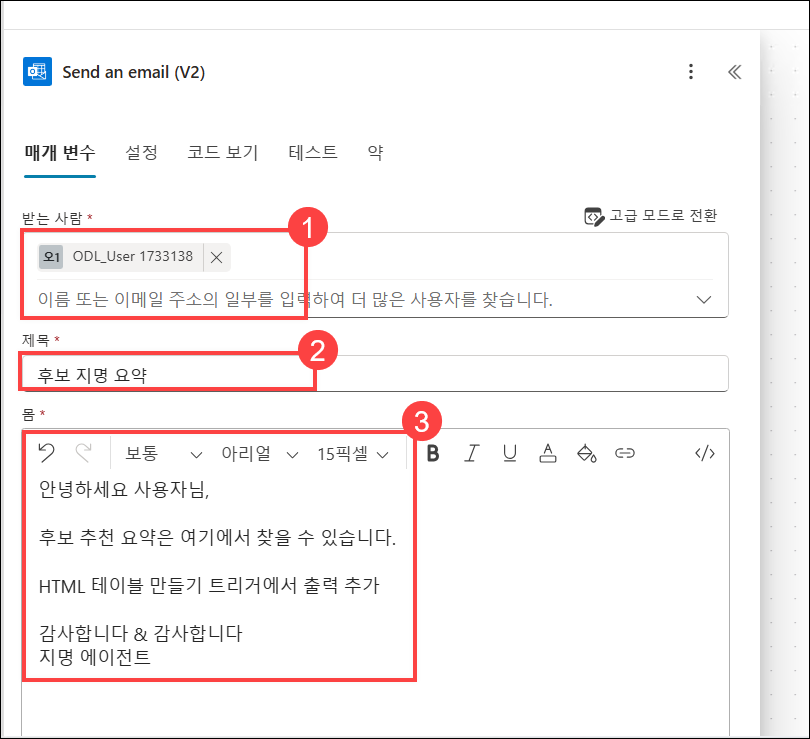 Send an email (V2)
매개 변수 설정 코드 보기 테스트 약
받는 사람 *
고급 모드로 전환
1
오1 ODL_User 1733138
이름 또는 이메일 주소의 일부를 입력하여 더 많은 사용자를 찾습니다.
제목 *
2
후보 지명 요약
몸 *
3
보통 아리얼 15픽셀 B I U A
안녕하세요 사용자님,
후보 추천 요약은 여기에서 찾을 수 있습니다.
HTML 테이블 만들기 트리거에서 출력 추가
감사합니다 & 감사합니다
지명 에이전트